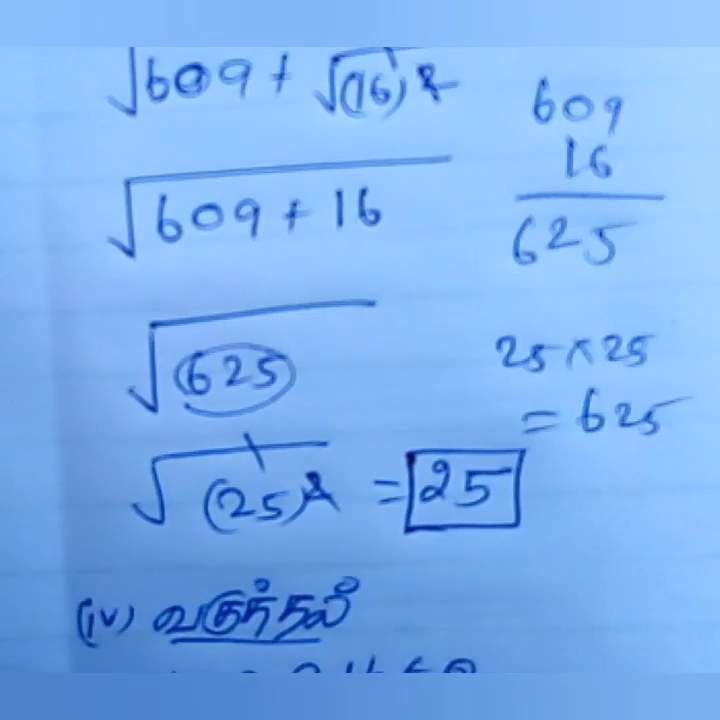 √609 + √(16)²
√609 + 16
609
16
625
√625
25 × 25
= 625
√(25)² = 25
(iv) வகுத்தல்